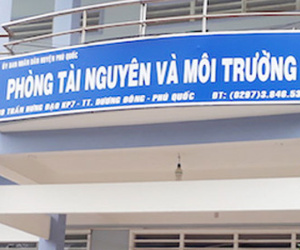 ỦY BAN NHÂN DÂN HUYỆN PHÚ QUỐC
PHÒNG TÀI NGUYÊN VÀ MÔI TRƯỜNG
TRẦN HƯNG ĐẠO KP7 - TT. DƯƠNG ĐÔNG - PHÚ QUỐC ĐT: (0297)3.846.53